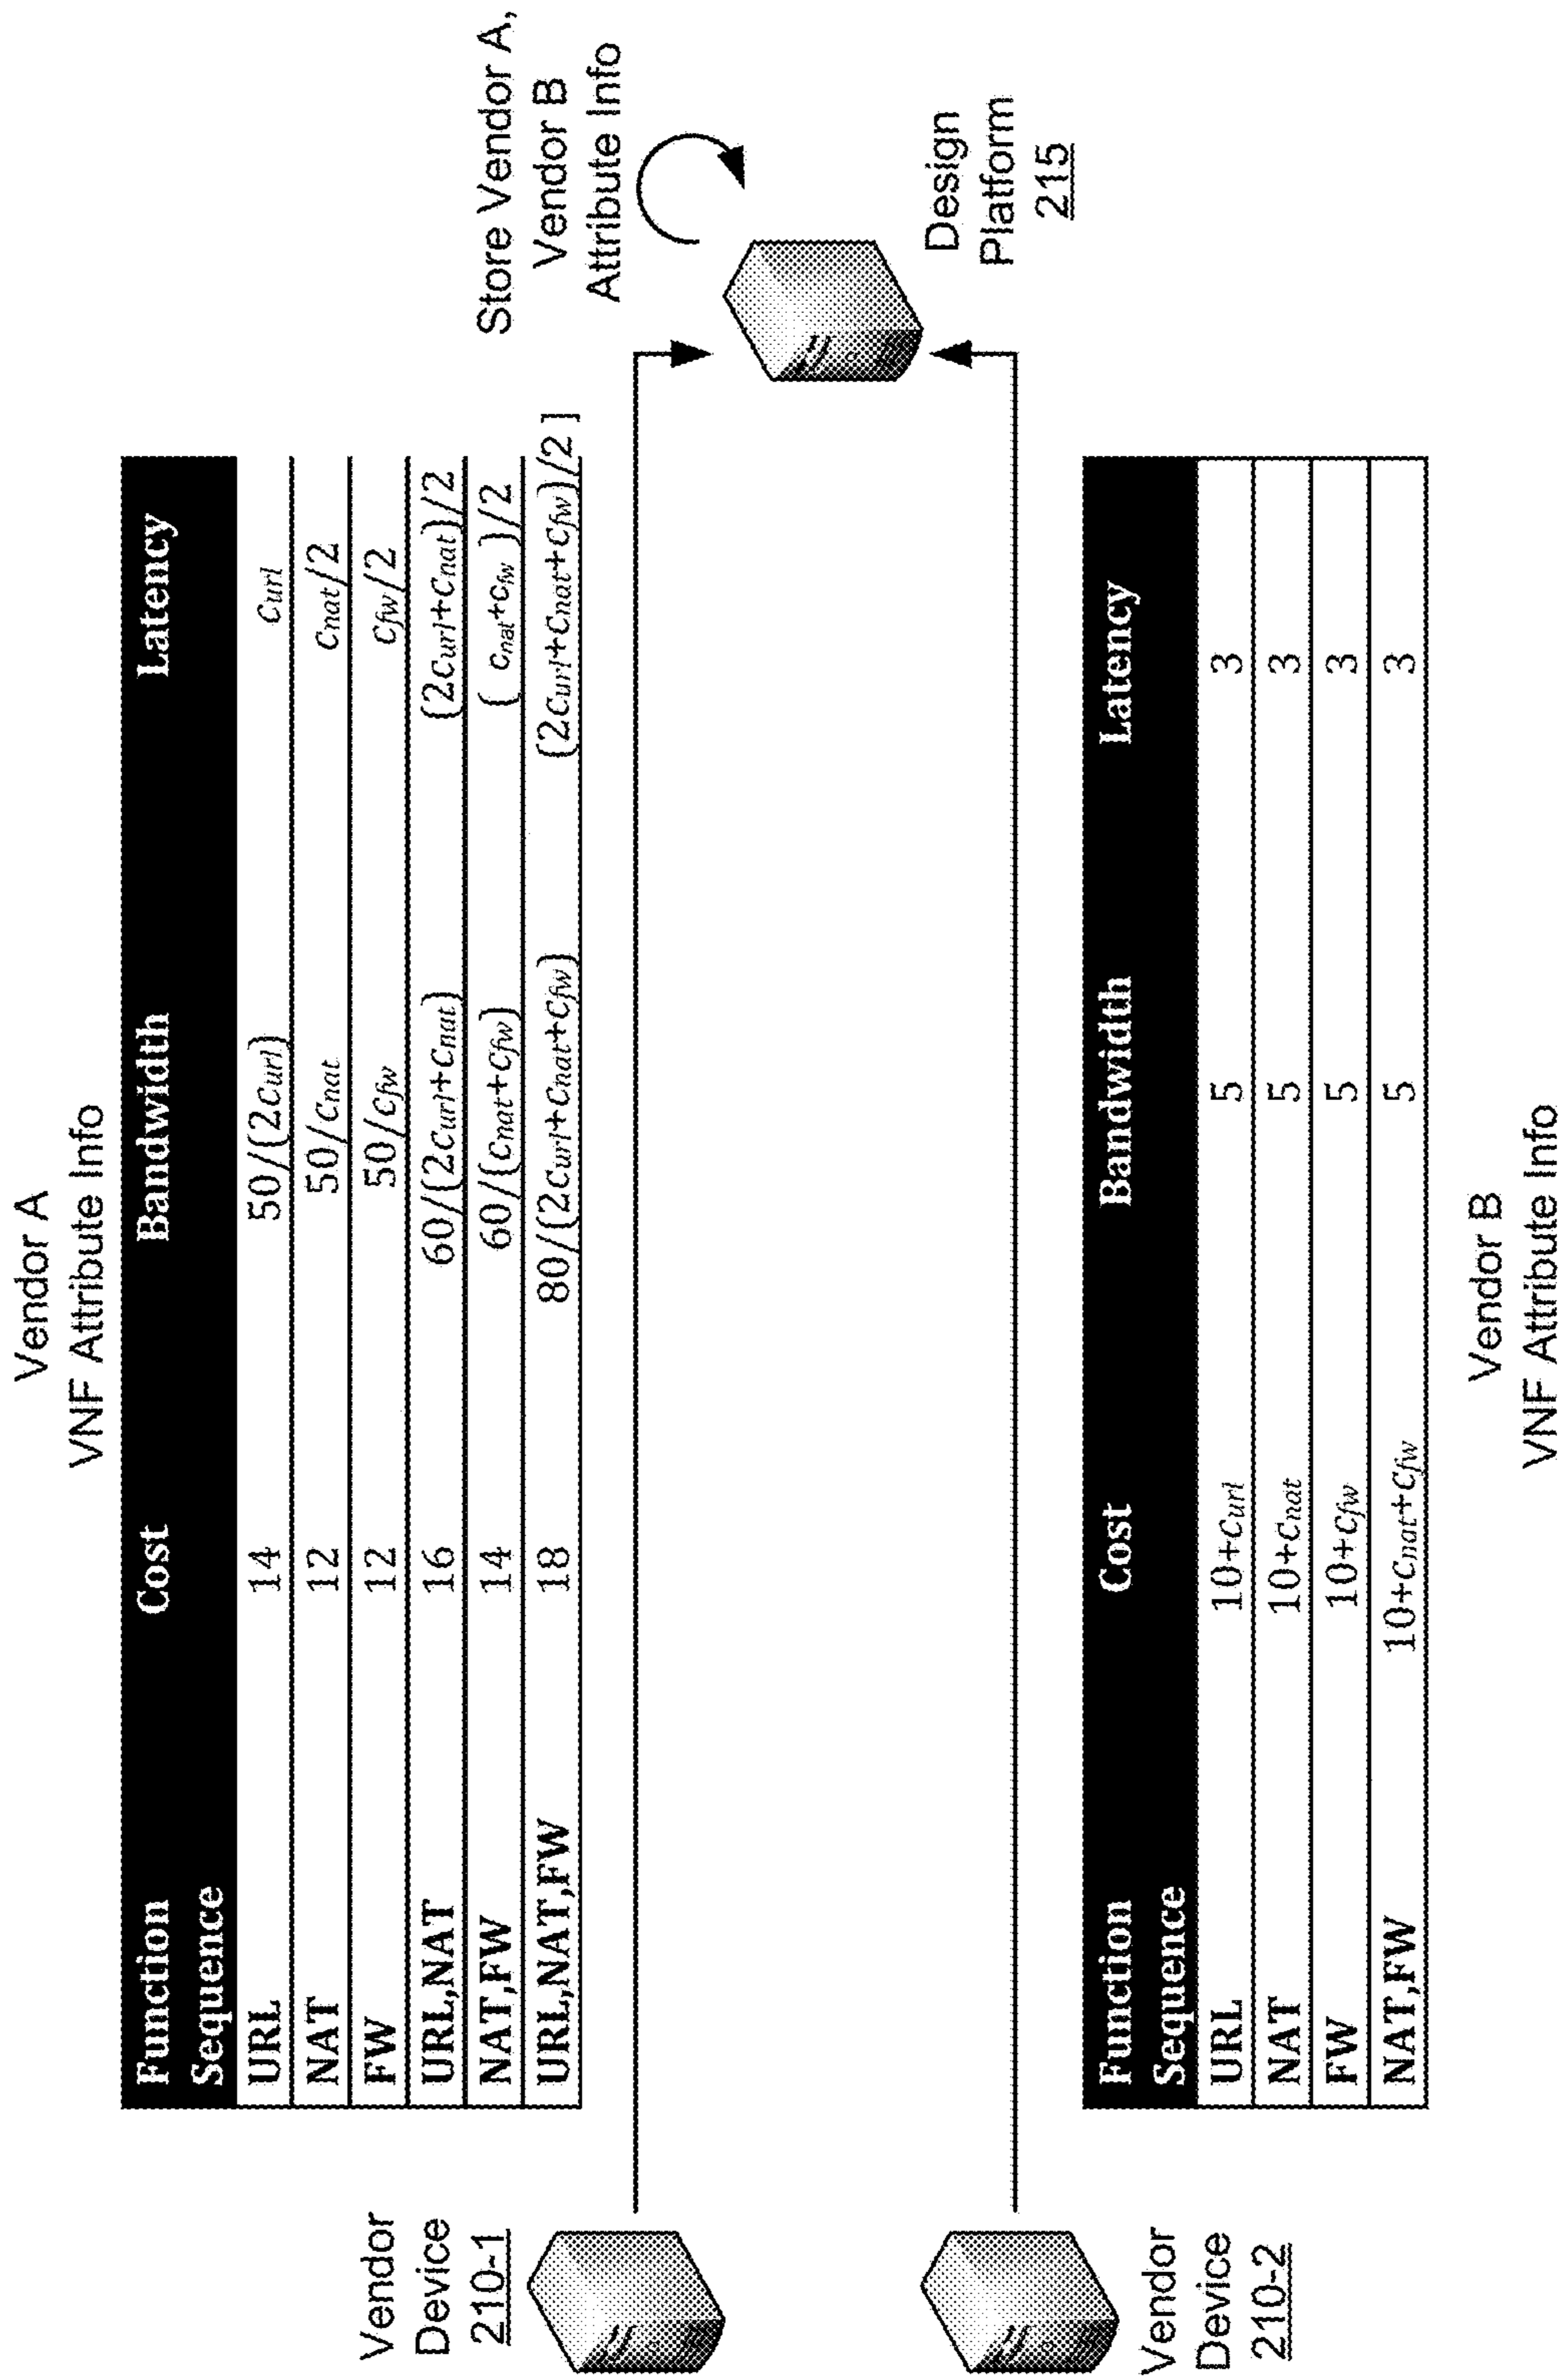 Vendor A
VNF Attribute Info
Function Sequence Cost Bandwidth Latency
URL 14 50/(2curl) curl
NAT 12 50/cnat cnat/2
FW 12 50/cfw cfw/2
URL,NAT 16 60/(2curl+cnat) (2curl+cnat)/2
NAT,FW 14 60/(cnat+cfw) ( cnat+cfw )/2
URL,NAT,FW 18 80/(2curl+cnat+cfw) (2curl+cnat+cfw)/2 ]
Vendor
Device
210-1
Store Vendor A,
Vendor B
Attribute Info
Design
Platform
215
Vendor
Device
210-2
Function Sequence Cost Bandwidth Latency
URL 10+curl 5 3
NAT 10+cnat 5 3
FW 10+cfw 5 3
NAT,FW 10+cnat+cfw 5 3
Vendor B
VNF Attribute Info